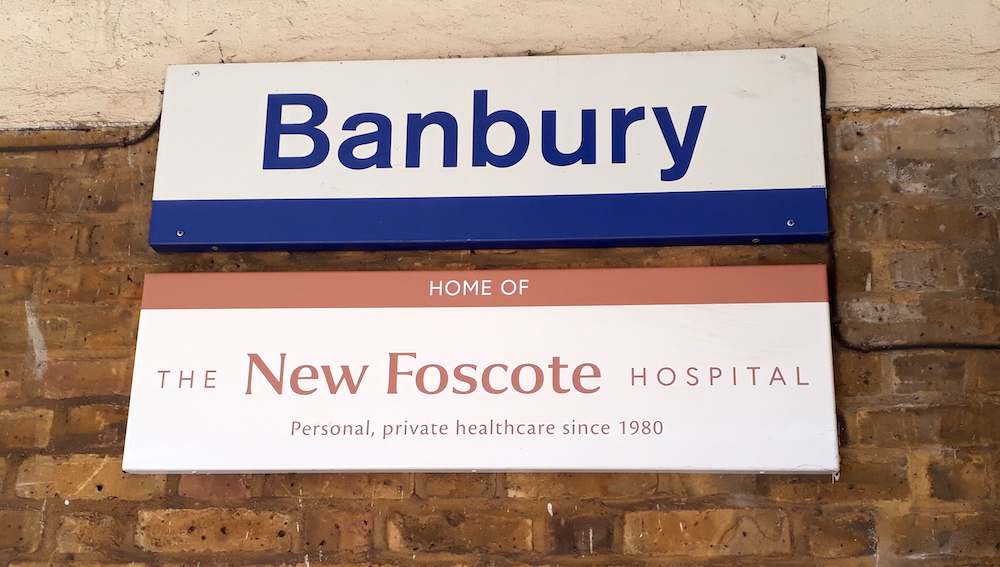 Banbury
HOME OF
THE New Foscote HOSPITAL
Personal, private healthcare since 1980